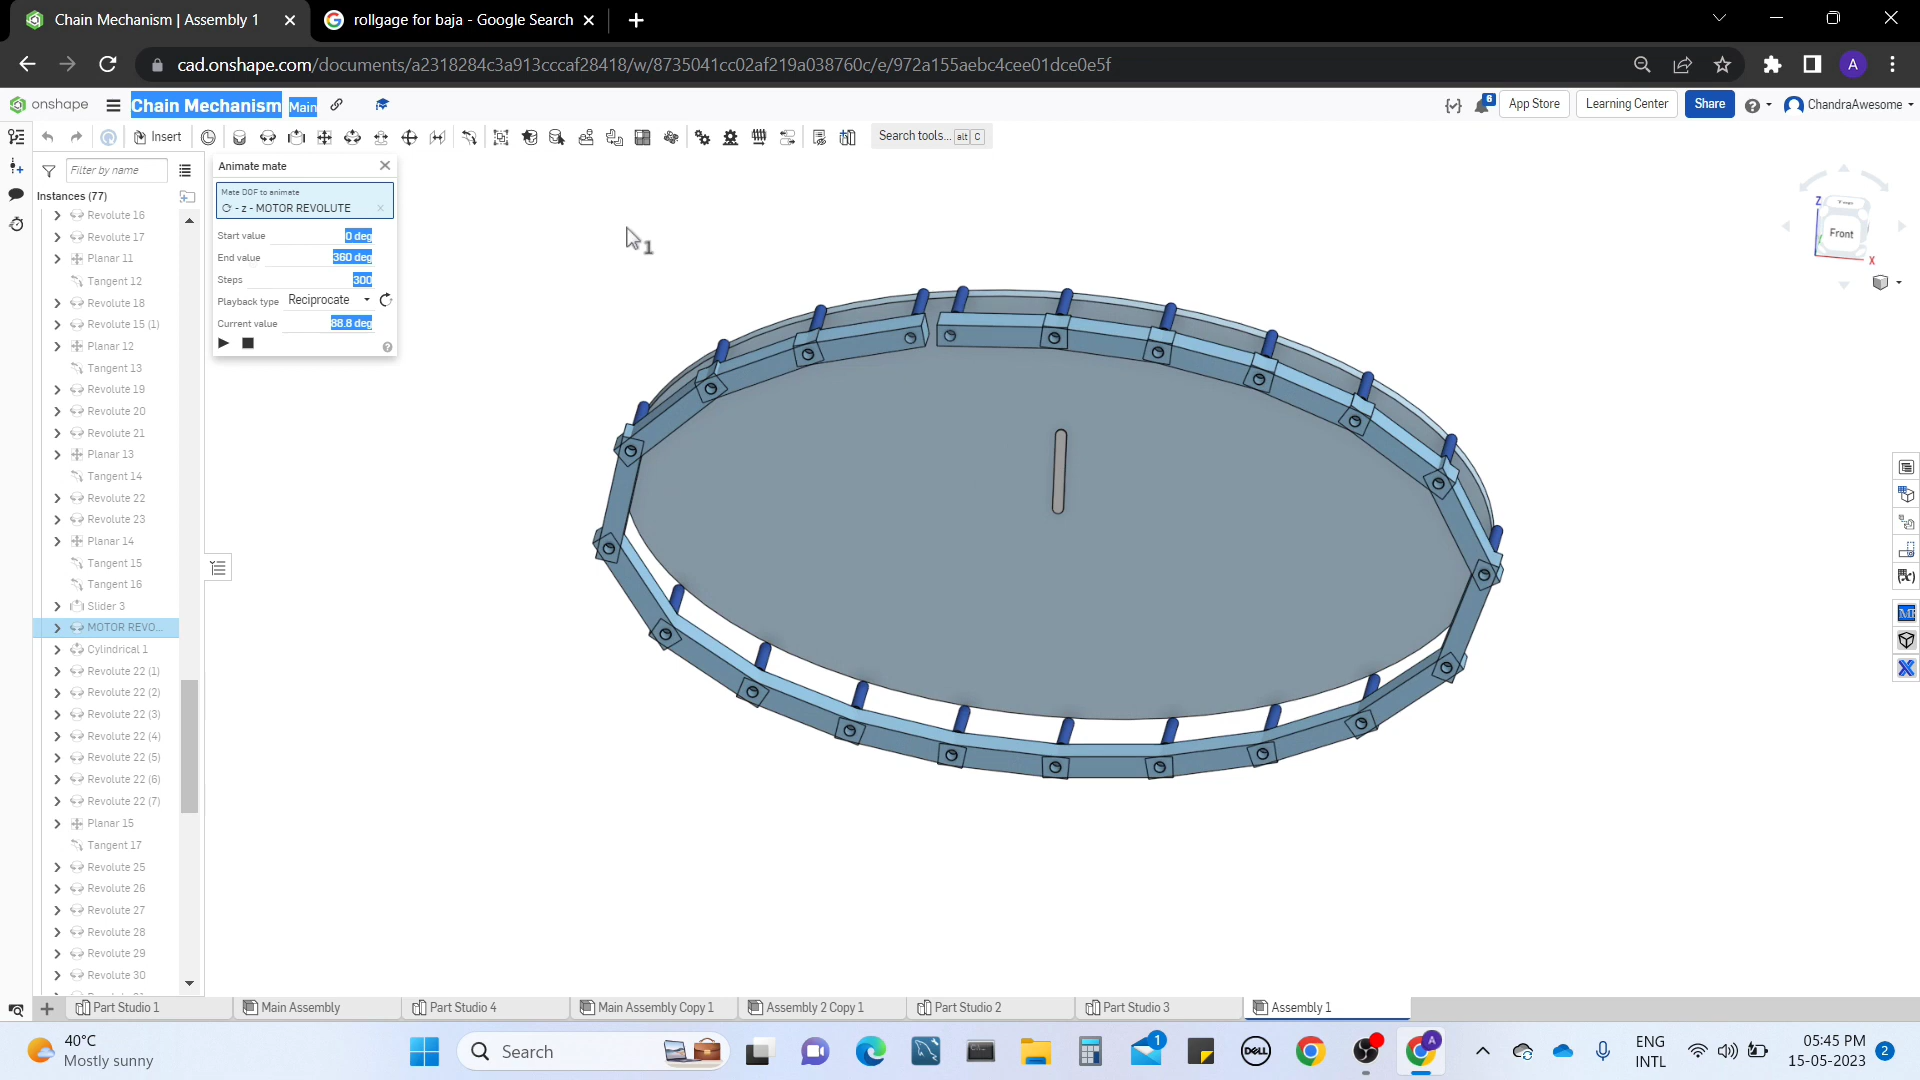 Chain Mechanism | Assembly 1
rollgage for baja - Google Search
cad.onshape.com/documents/a2318284c3a913cccaf28418/w/8735041cc02af219a038760c/e/972a155aebc4cee01dce0e5f
A
onshape
Chain Mechanism
Main
6
App Store
Learning Center
Share
ChandraAwesome
Insert
Search tools...
alt
C
Filter by name
Instances (77)
Revolute 16
Revolute 17
Planar 11
Tangent 12
Revolute 18
Revolute 15 (1)
Planar 12
Tangent 13
Revolute 19
Revolute 20
Revolute 21
Planar 13
Tangent 14
Revolute 22
Revolute 23
Planar 14
Tangent 15
Tangent 16
Slider 3
MOTOR REVO...
Cylindrical 1
Revolute 22 (1)
Revolute 22 (2)
Revolute 22 (3)
Revolute 22 (4)
Revolute 22 (5)
Revolute 22 (6)
Revolute 22 (7)
Planar 15
Tangent 17
Revolute 25
Revolute 26
Revolute 27
Revolute 28
Revolute 29
Revolute 30
Animate mate
Mate DOF to animate
- z - MOTOR REVOLUTE
Start value
0 deg
End value
360 deg
Steps
300
Playback type
Reciprocate
Current value
88.8 deg
1
Z
Front
X
Part Studio 1
Main Assembly
Part Studio 4
Main Assembly Copy 1
Assembly 2 Copy 1
Part Studio 2
Part Studio 3
Assembly 1
40°C
Mostly sunny
Search
1
DELL
A
ENG
INTL
05:45 PM
15-05-2023
2